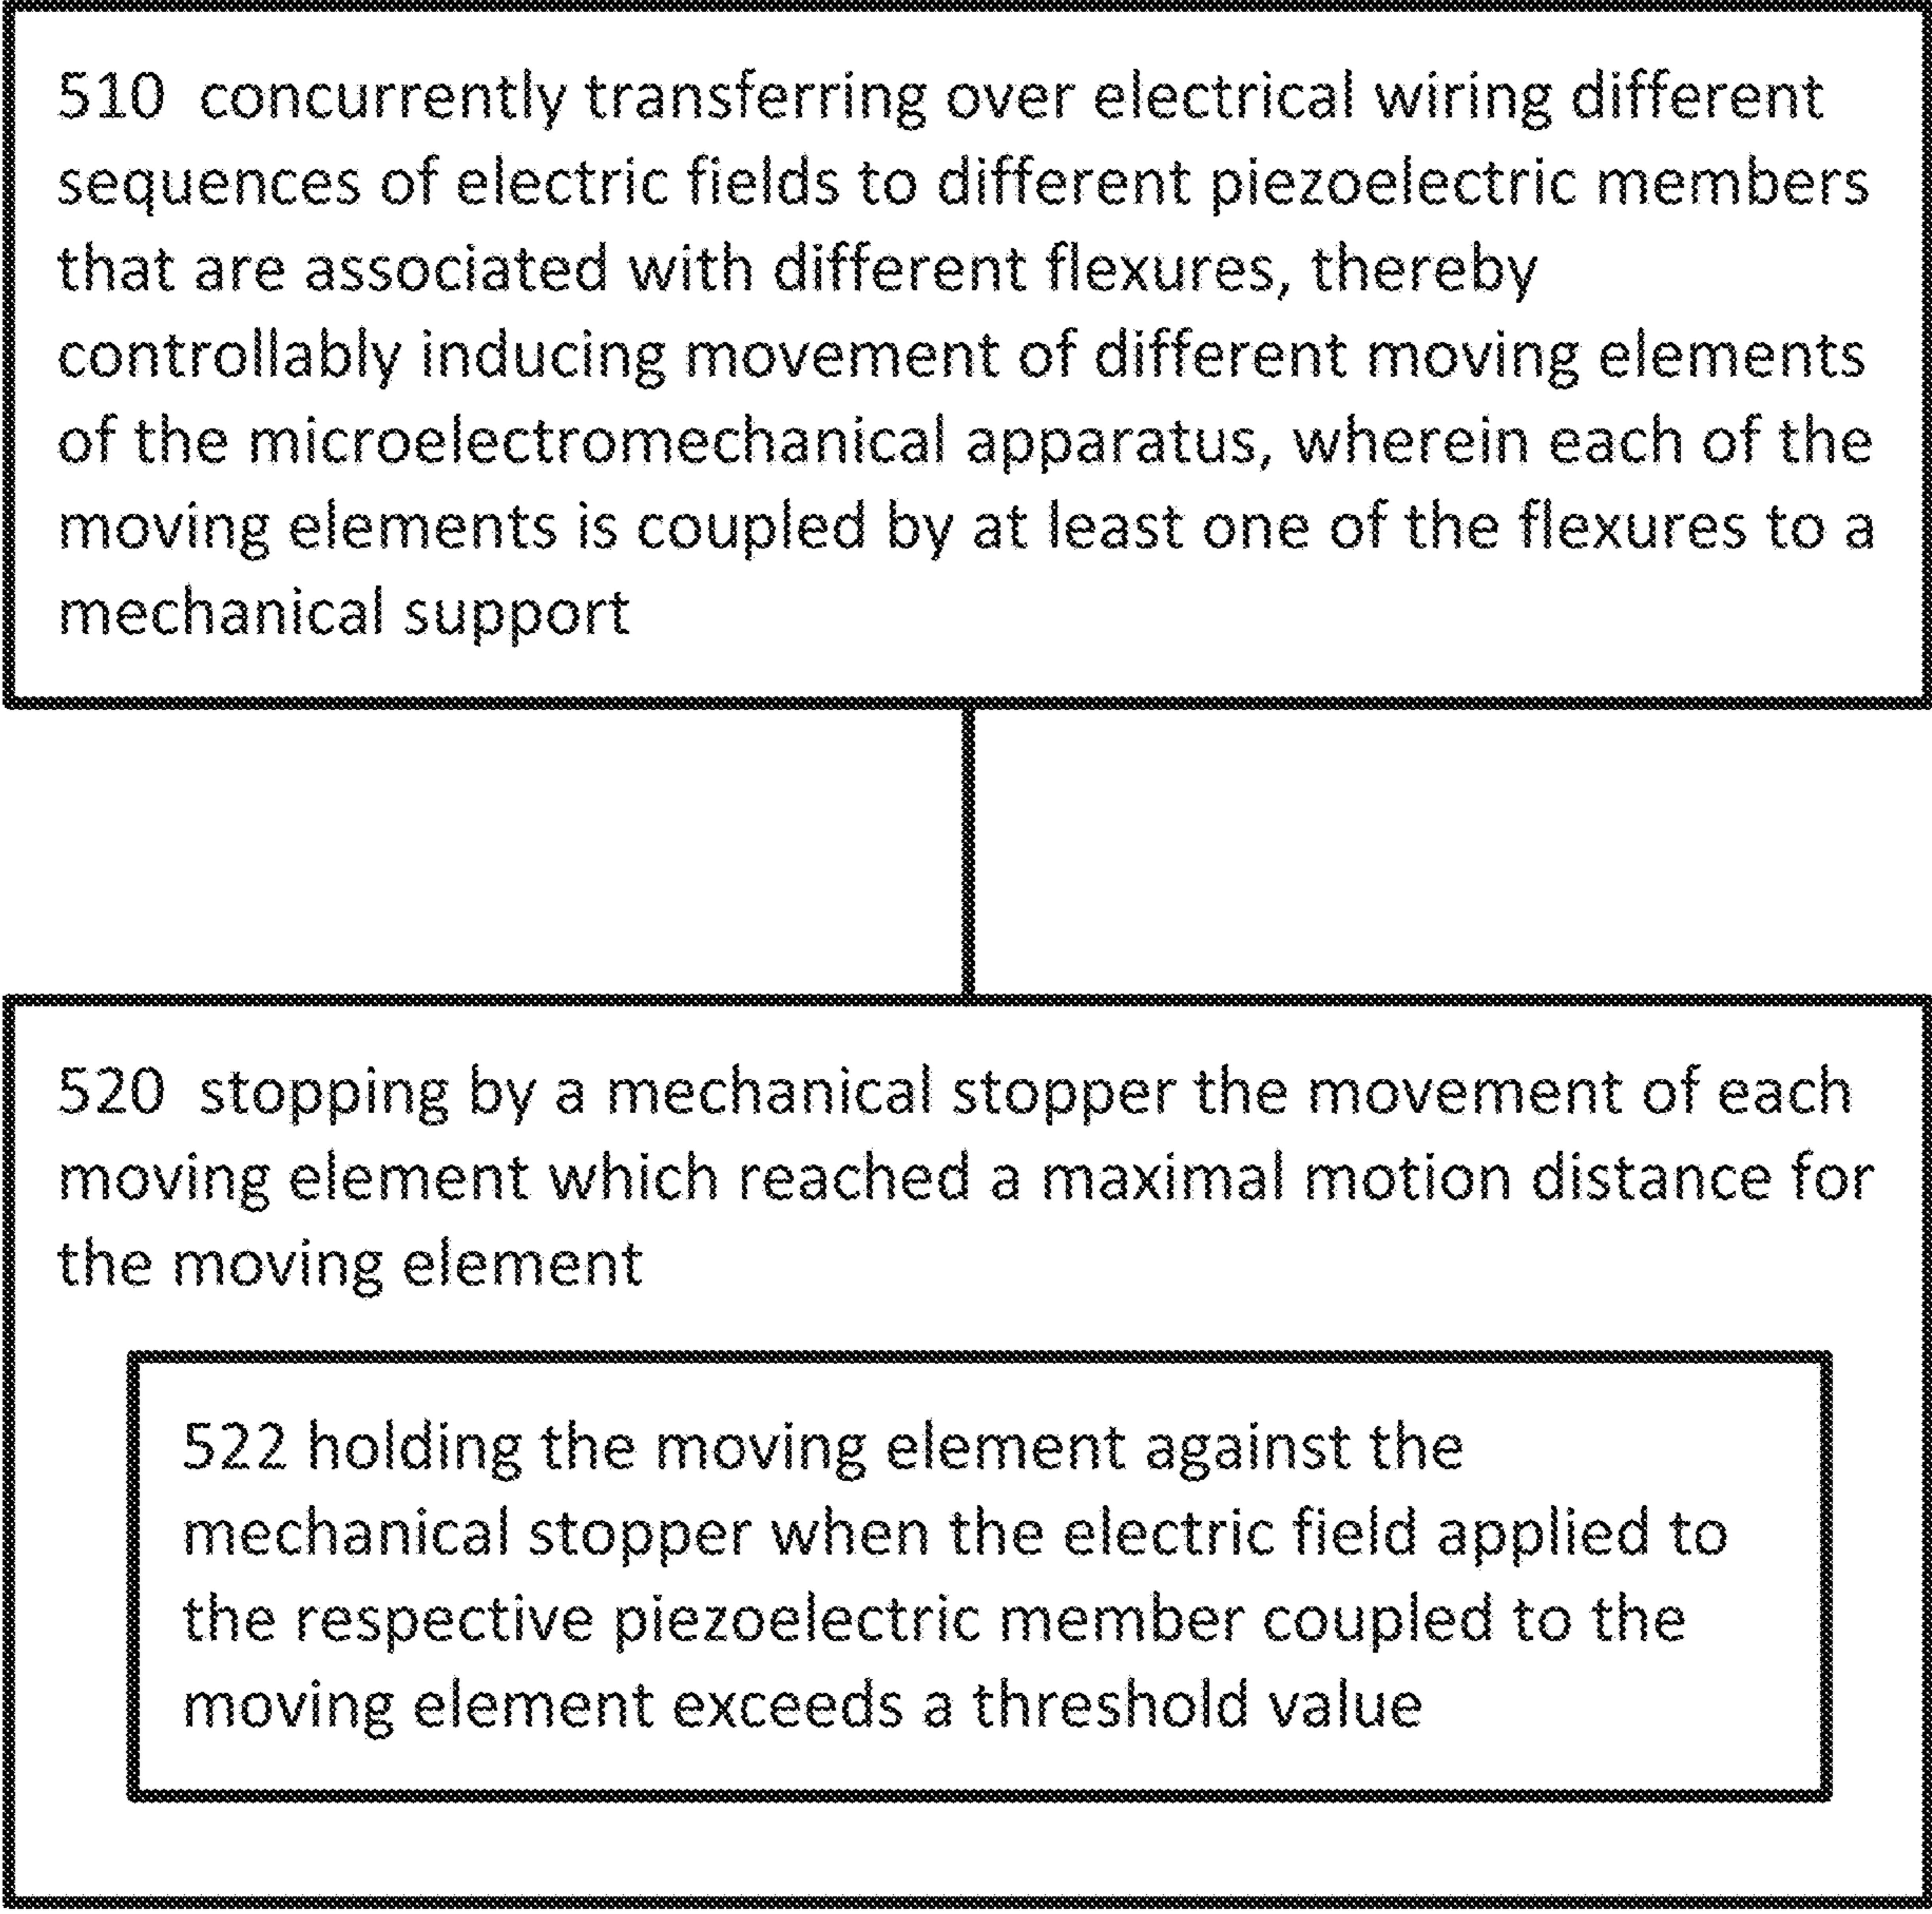 510  concurrently transferring over electrical wiring different
sequences of electric fields to different piezoelectric members
that are associated with different flexures, thereby
controllably inducing movement of different moving elements
of the microelectromechanical apparatus, wherein each of the
moving elements is coupled by at least one of the flexures to a
mechanical support
520  stopping by a mechanical stopper the movement of each
moving element which reached a maximal motion distance for
the moving element
522 holding the moving element against the
mechanical stopper when the electric field applied to
the respective piezoelectric member coupled to the
moving element exceeds a threshold value